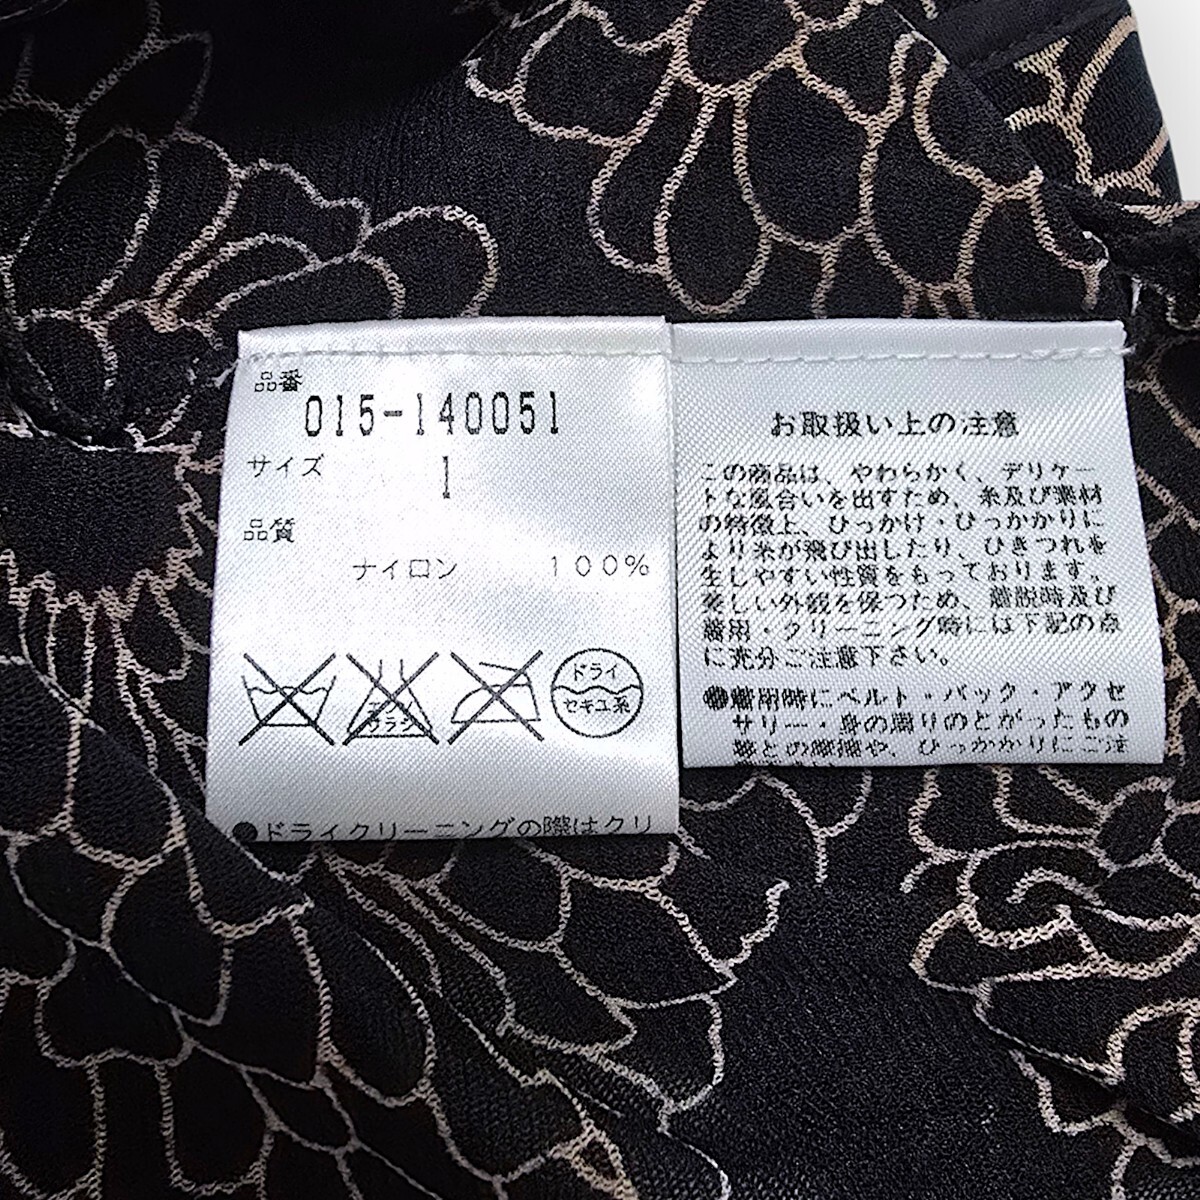 品番
015-140051
サイズ 1
品質
ナイロン 100%
エンソ
サラシ
ドライ
セキユ系
●ドライクリーニングの際はクリ
お取扱い上の注意
この商品は、やわらかく、デリケー
トな風合いを出すため、糸及び素材
の特徴上、ひっかけ・ひっかかりに
より糸が飛び出したり、ひきつれを
生しやすい性質をもっております。
美しい外観を保つため、着脱時及び
着用・クリーニング時には下記の点
に充分ご注意下さい。
●着用時にベルト・バック・アクセ
サリー・身の周りのとがったもの
等との摩擦や、ひっかかりにご注